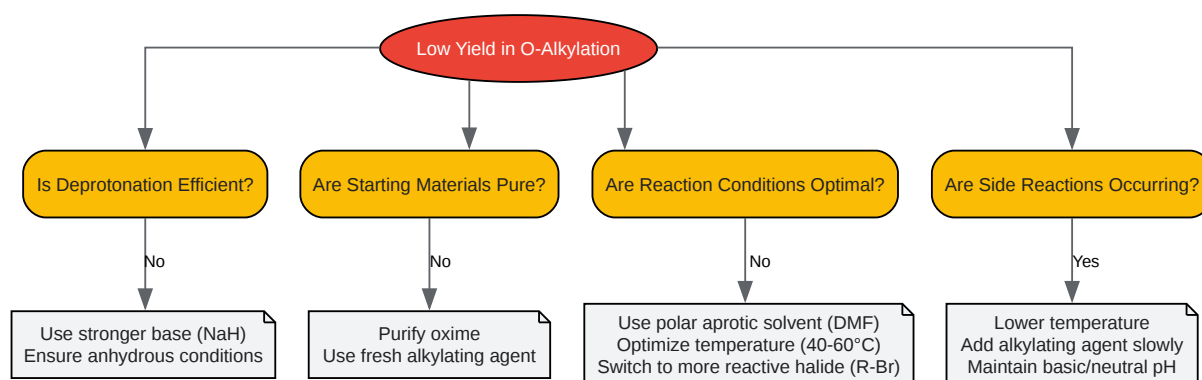 Low Yield in O-Alkylation
Is Deprotonation Efficient?
Are Starting Materials Pure?
Are Reaction Conditions Optimal?
Are Side Reactions Occurring?
No
No
No
Yes
Use stronger base (NaH)
Ensure anhydrous conditions
Purify oxime
Use fresh alkylating agent
Use polar aprotic solvent (DMF)
Optimize temperature (40-60°C)
Switch to more reactive halide (R-Br)
Lower temperature
Add alkylating agent slowly
Maintain basic/neutral pH